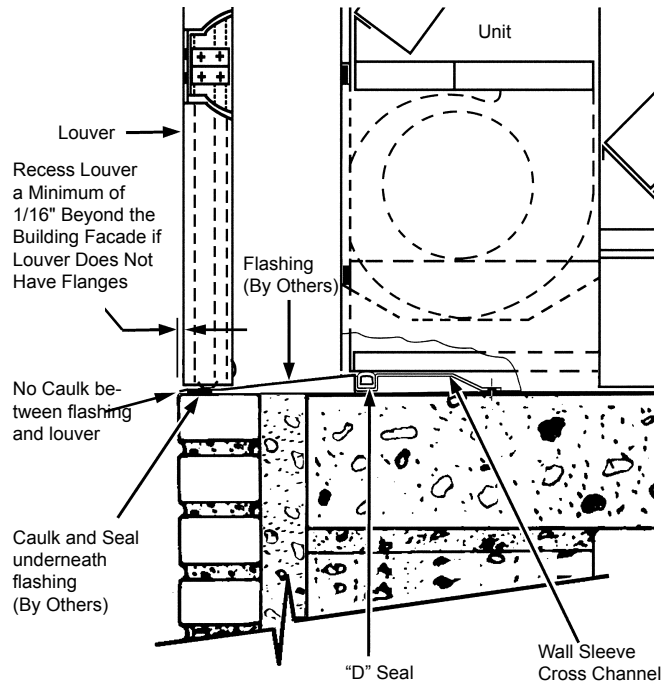 Unit
Louver
Recess Louver
a Minimum of
1/16" Beyond the
Building Facade if
Louver Does Not
Have Flanges
Flashing
(By Others)
No Caulk be-
tween flashing
and louver
Caulk and Seal
underneath
flashing
(By Others)
“D” Seal
Wall Sleeve
Cross Channel